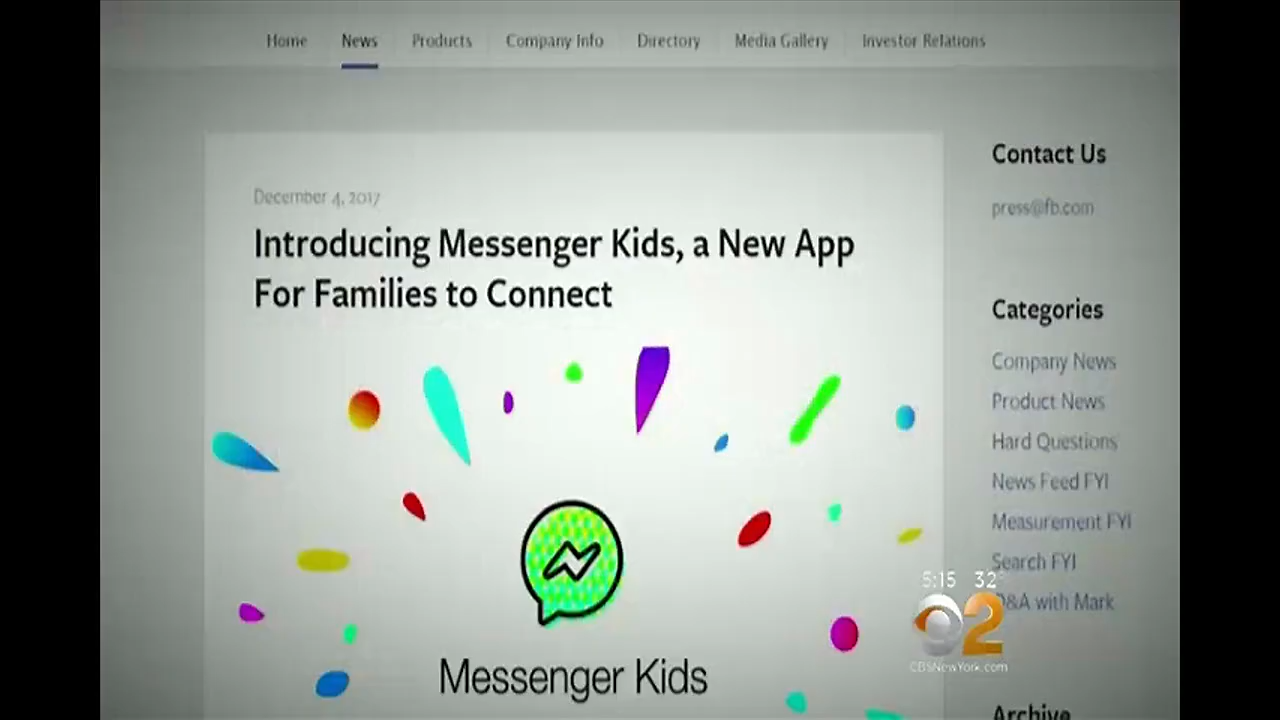 Home News Products Company Info Directory Media Gallery Investor Relations
December 4, 2017
Introducing Messenger Kids, a New App
For Families to Connect
Messenger Kids
Contact Us
press@fb.com
Categories
Company News
Product News
Hard Questions
News Feed FYI
Measurement FYI
Search FYI
Q&A with Mark
Archive
5:15 32°
2
CBSNewYork.com